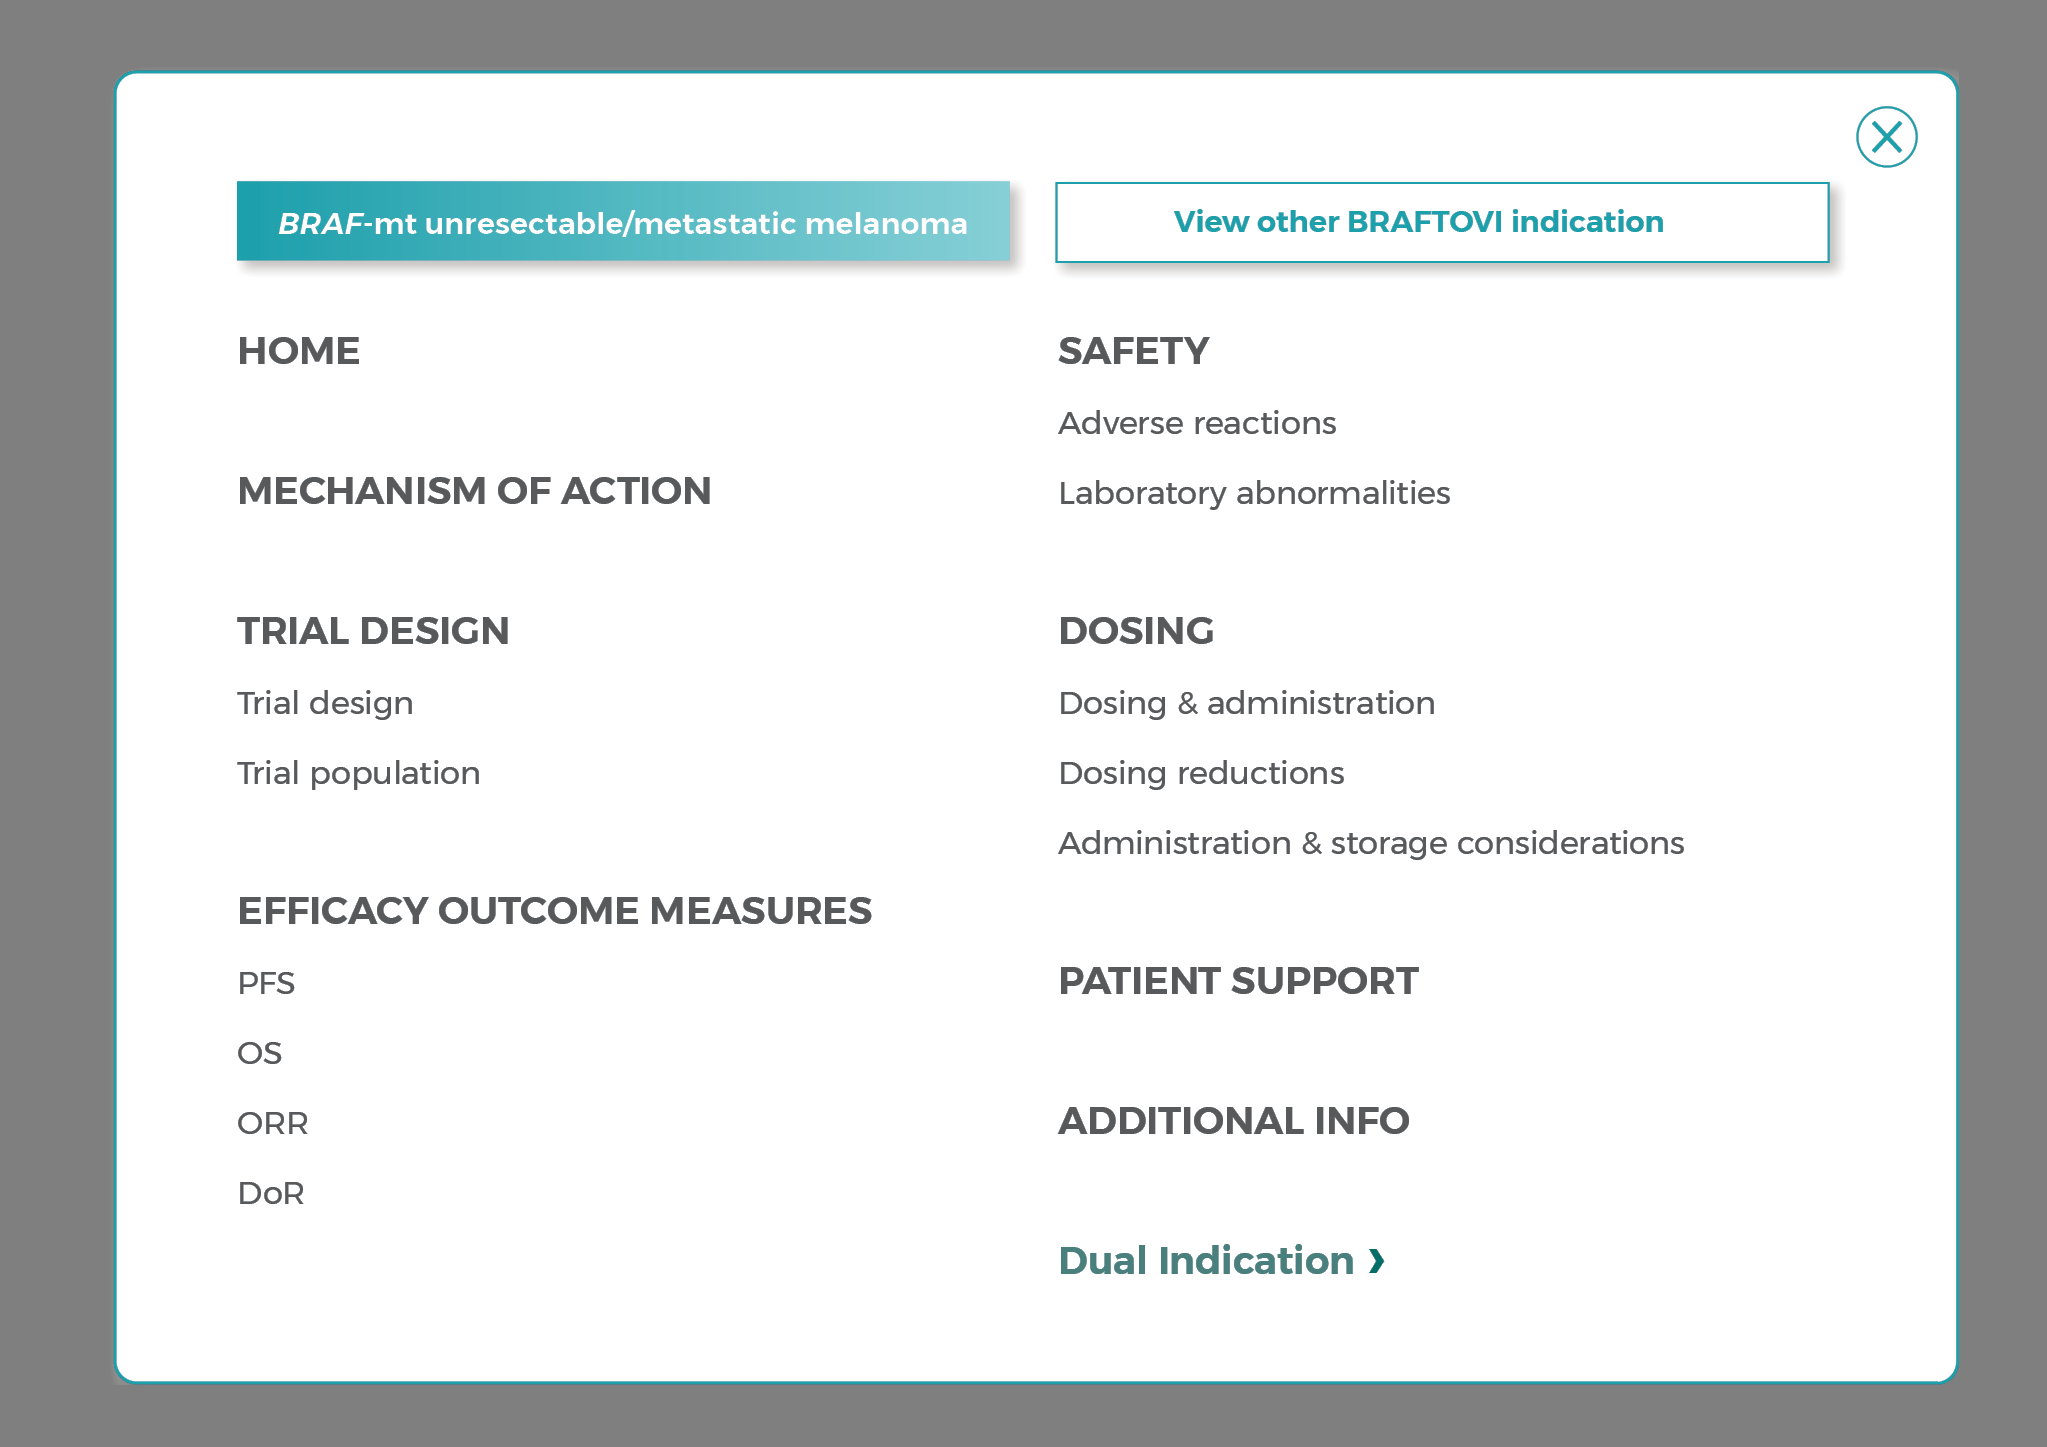 BRAF-mt unresectable/metastatic melanoma
View other BRAFTOVI indication
HOME
MECHANISM OF ACTION
TRIAL DESIGN
Trial design
Trial population
EFFICACY OUTCOME MEASURES
PFS
OS
ORR
DoR
SAFETY
Adverse reactions
Laboratory abnormalities
DOSING
Dosing & administration
Dosing reductions
Administration & storage considerations
PATIENT SUPPORT
ADDITIONAL INFO
Dual Indication ›